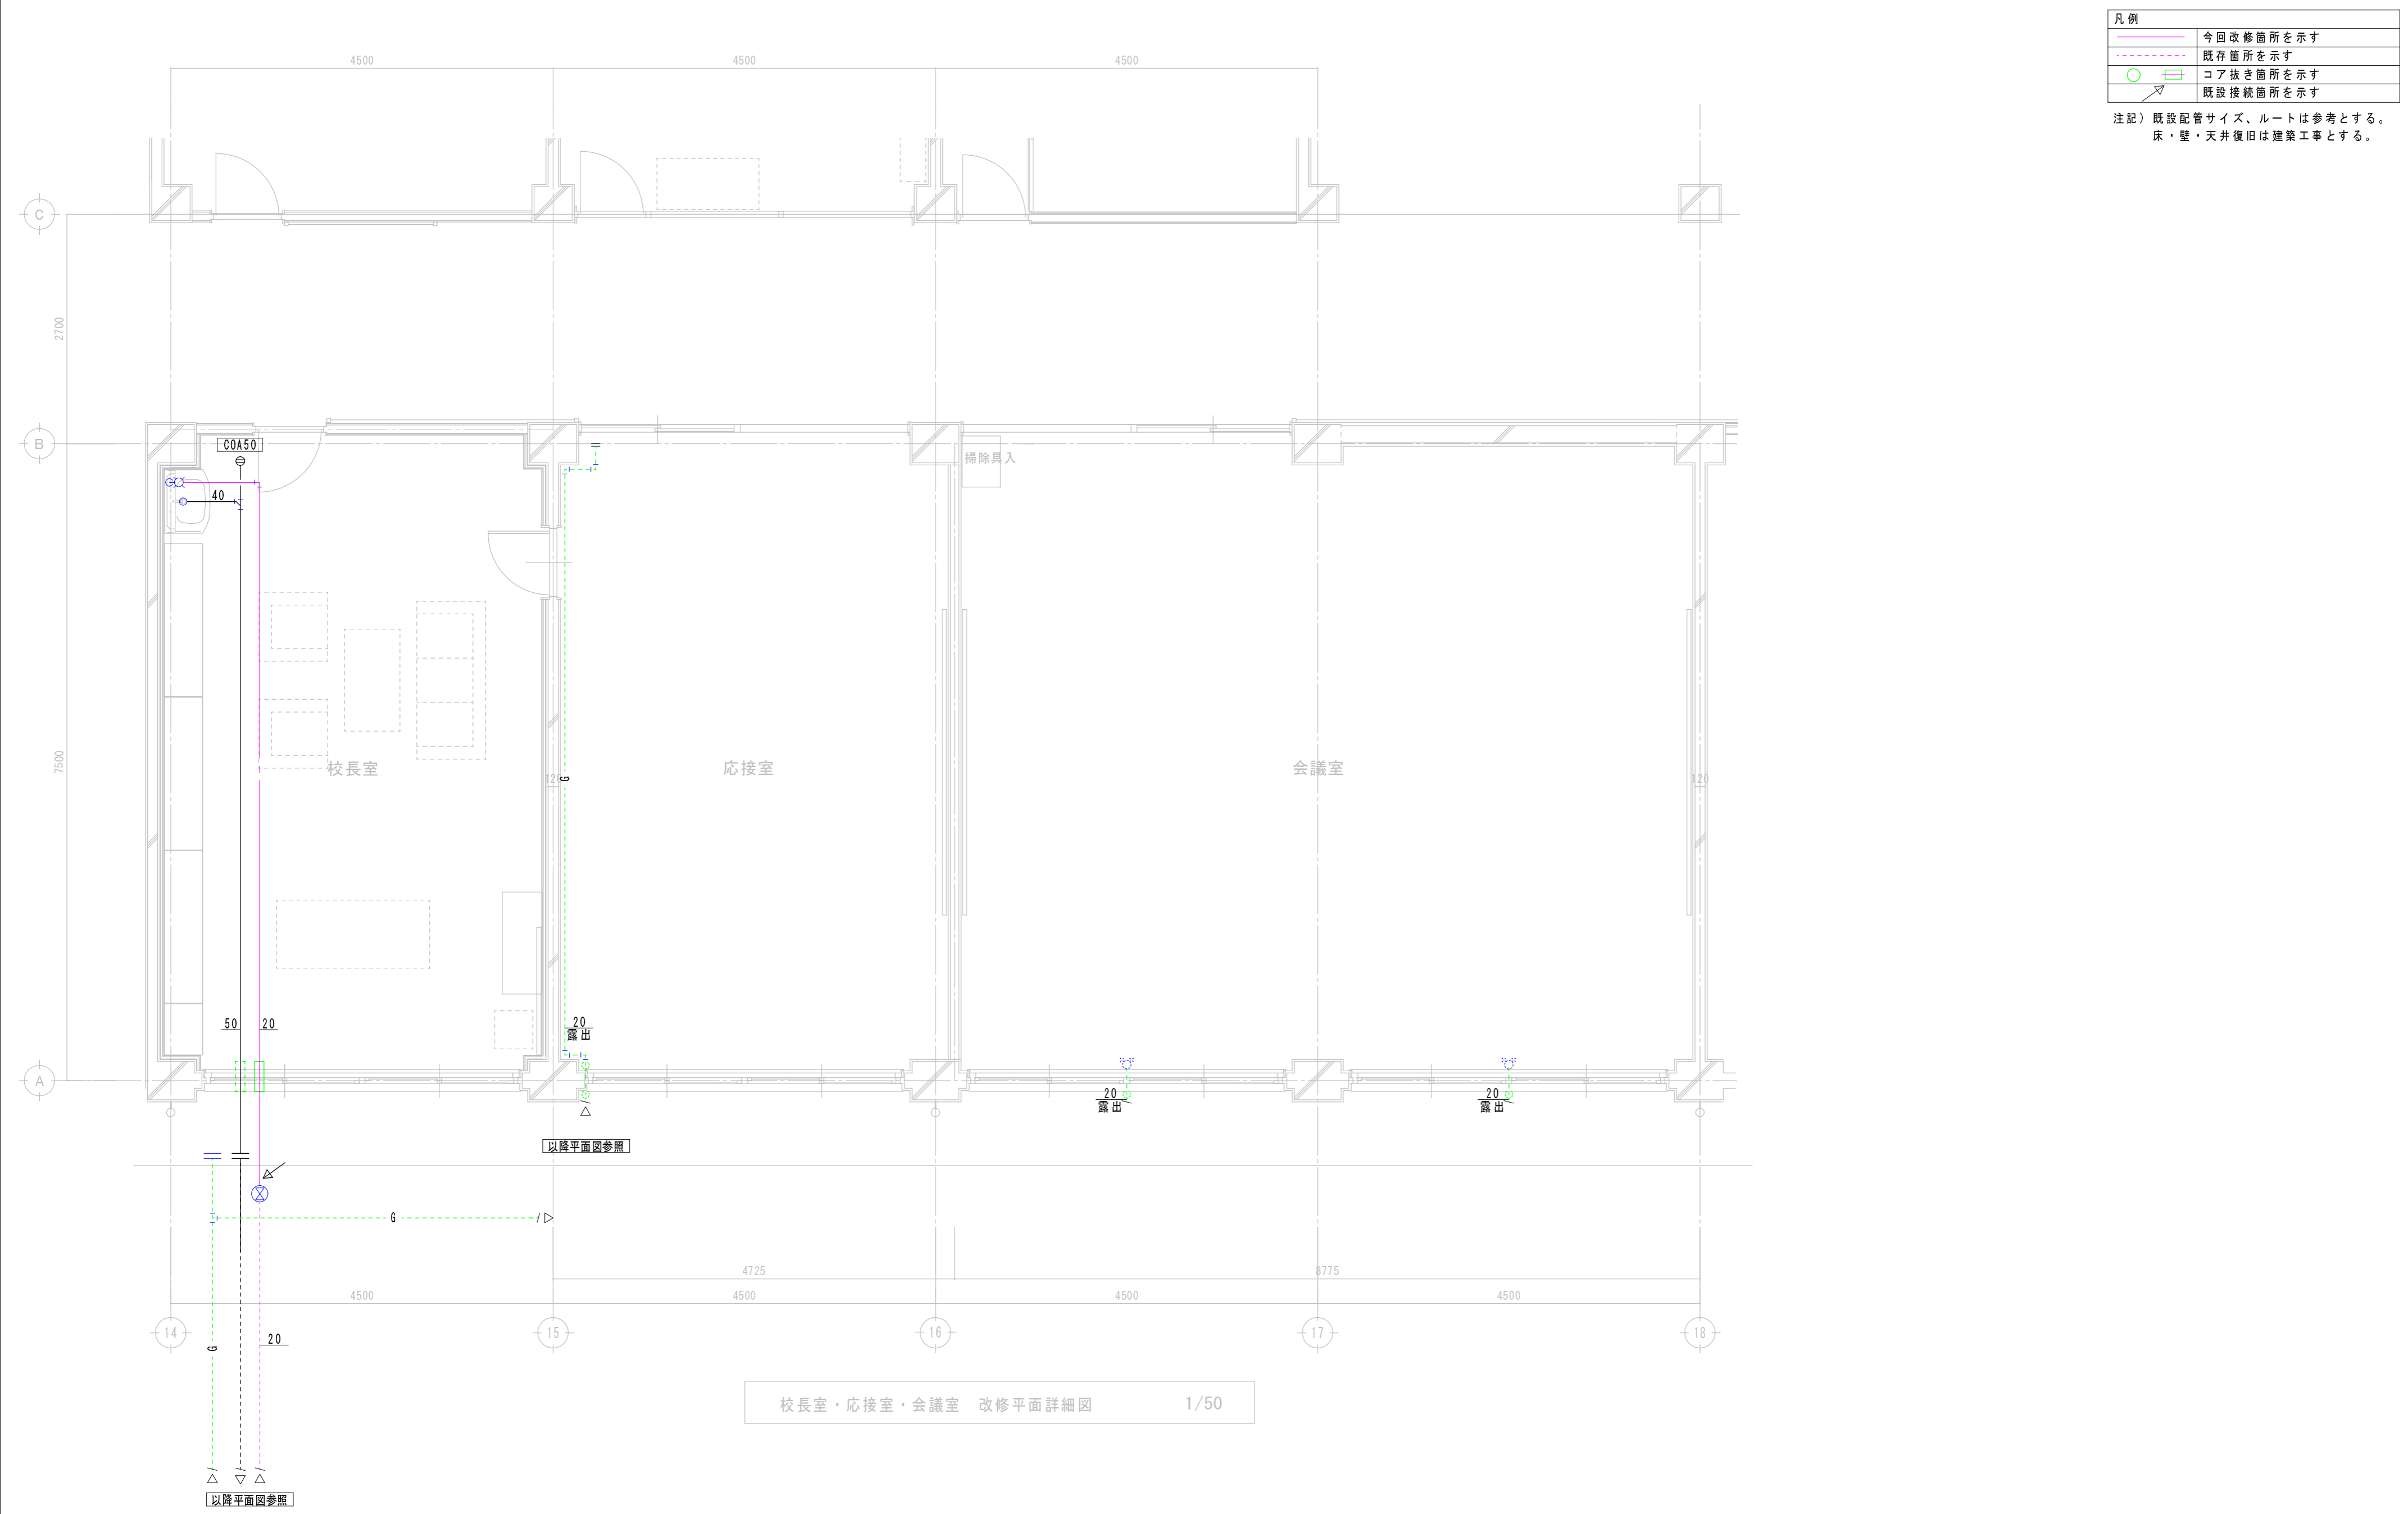 凡例
今回改修箇所を示す
既存箇所を示す
コア抜き箇所を示す
既設接続箇所を示す
注記）既設配管サイズ、ルートは参考とする。
床・壁・天井復旧は建築工事とする。
4500 4500 4500
C
2700
B
COA50
掃除具入
40
7500
校長室
120
G
応接室
会議室
120
50 20
20
露出
A
20
露出
20
露出
以降平面図参照
G
4725 8775
4500 4500 4500 4500
14 15 16 17 18
20
G
校長室・応接室・会議室 改修平面詳細図 1/50
以降平面図参照